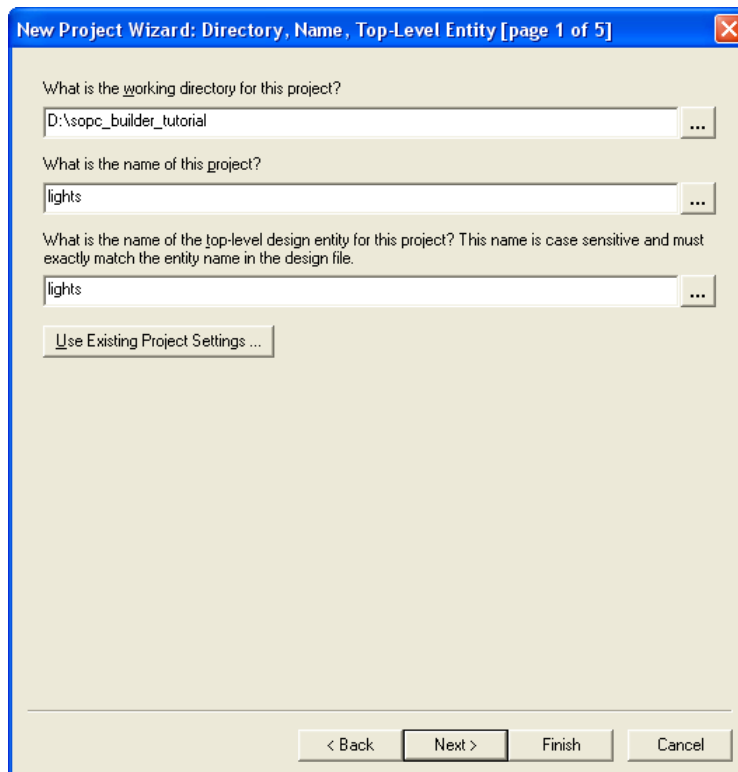 New Project Wizard: Directory, Name, Top-Level Entity [page 1 of 5]
What is the working directory for this project?
D:\sopc_builder_tutorial
...
What is the name of this project?
lights
...
What is the name of the top-level design entity for this project? This name is case sensitive and must
exactly match the entity name in the design file.
lights
...
Use Existing Project Settings ...
< Back
Next >
Finish
Cancel